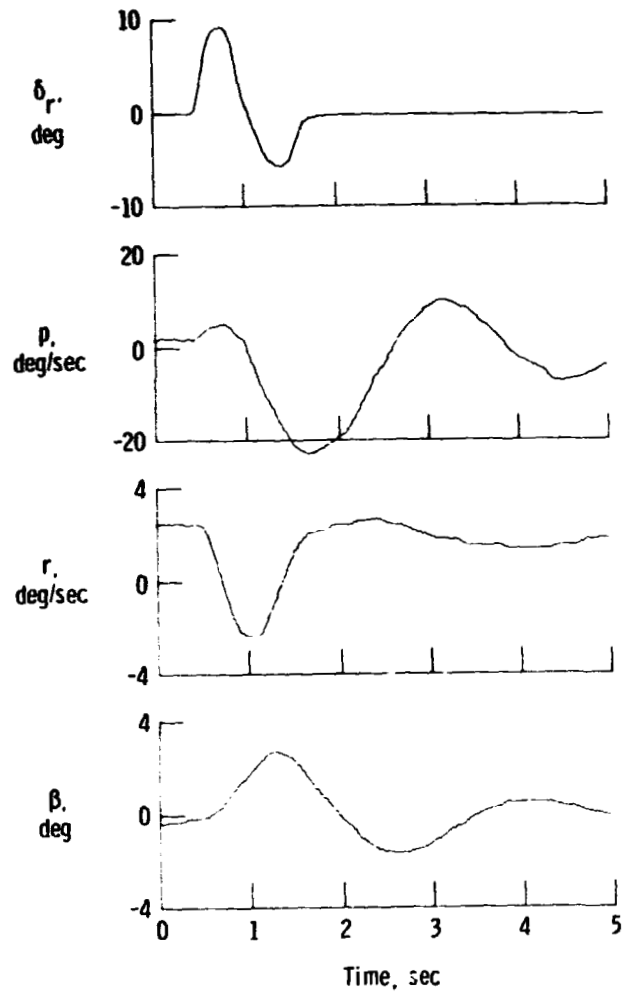 10
δr,
deg
0
-10
20
p,
deg/sec
0
-20
4
r,
deg/sec
0
-4
4
β,
deg
0
-4
0 1 2 3 4 5
Time, sec